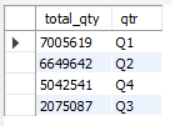 total_qty qtr
7005619 Q1
6649642 Q2
5042541 Q4
2075087 Q3